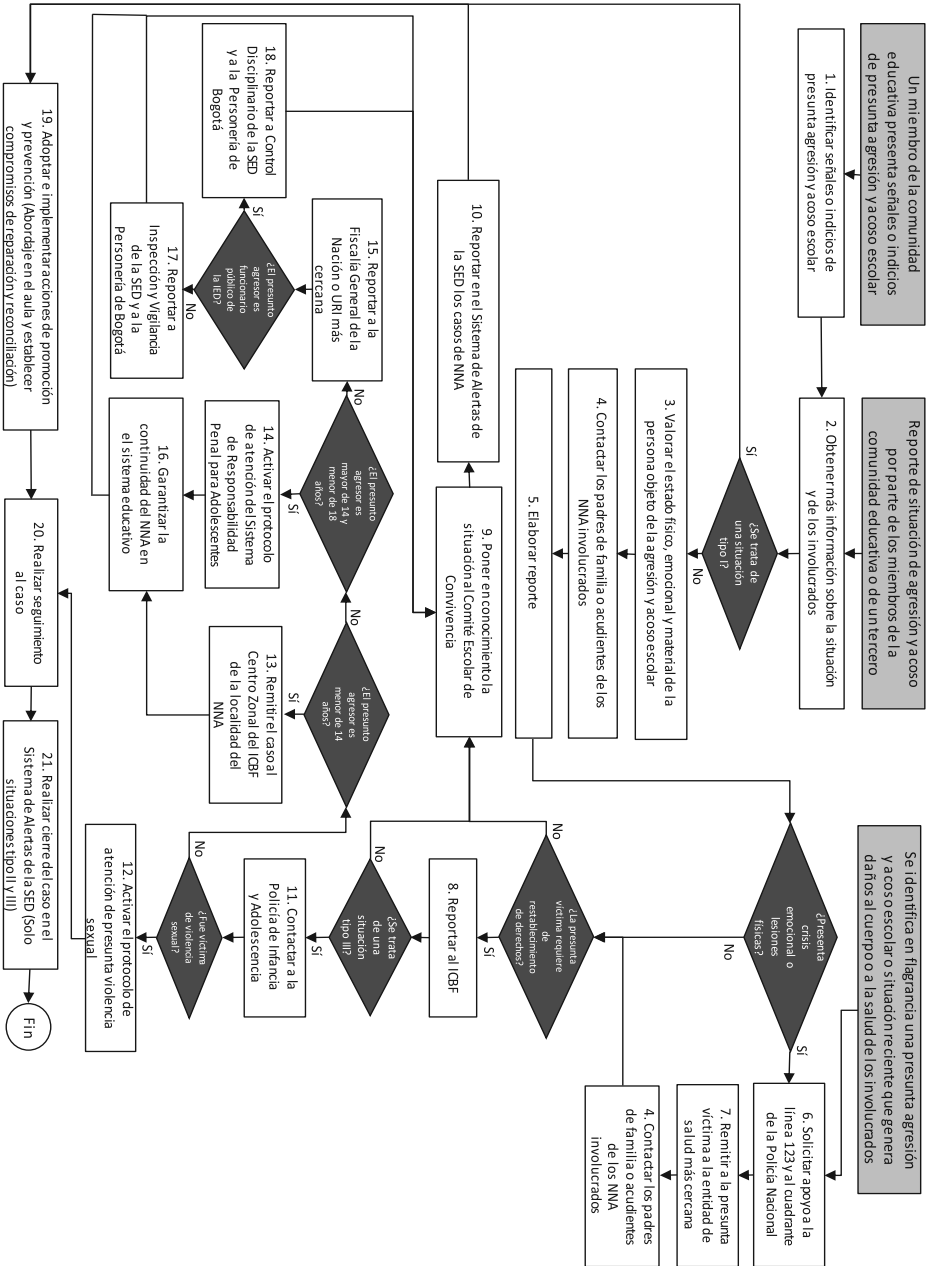 Un miembro de la comunidad
educativa presenta señales o indicios
de presunta agresión y acoso escolar
Reporte de situación de agresión y acoso
por parte de los miembros de la
comunidad educativa o de un tercero
Se identifica en flagrancia una presunta agresión
y acoso escolar o situación reciente que genera
daños al cuerpo o a la salud de los involucrados
1. Identificar señales o indicios de
presunta agresión y acoso escolar
2. Obtener más información sobre la situación
y de los involucrados
¿Se trata de
una situación
tipo I?
Sí
No
3. Valorar el estado físico, emocional y material de la
persona objeto de la agresión y acoso escolar
4. Contactar los padres de familia o acudientes de los
NNA involucrados
5. Elaborar reporte
¿Presenta
crisis
emocional o
lesiones
físicas?
Sí
No
6. Solicitar apoyo a la
línea 123 y al cuadrante
de la Policía Nacional
7. Remitir a la presunta
víctima a la entidad de
salud más cercana
4. Contactar los padres
de familia o acudientes
de los NNA
involucrados
¿La presunta
víctima requiere
de
restablecimiento
de derechos?
No
Sí
8. Reportar al ICBF
¿Se trata
de una
situación
tipo III?
No
Sí
9. Poner en conocimiento la
situación al Comité Escolar de
Convivencia
10. Reportar en el Sistema de Alertas de
la SED los casos de NNA
11. Contactar a la
Policía de Infancia
y Adolescencia
¿Fue víctima
de violencia
sexual?
No
Sí
12. Activar el protocolo de
atención de presunta violencia
sexual
¿El presunto
agresor es
menor de 14
años?
No
Sí
13. Remitir el caso al
Centro Zonal del ICBF
de la localidad del
NNA
¿El presunto
agresor es
mayor de 14 y
menor de 18
años?
No
Sí
14. Activar el protocolo
de atención del Sistema
de Responsabilidad
Penal para Adolescentes
15. Reportar a la
Fiscalía General de la
Nación o URI más
cercana
16. Garantizar la
continuidad del NNA en
el sistema educativo
¿El presunto
agresor es
funcionario
público de
la IED?
Sí
No
17. Reportar a
Inspección y Vigilancia
de la SED y a la
Personería de Bogotá
18. Reportar a Control
Disciplinario de la SED
y a la Personería de
Bogotá
19. Adoptar e implementar acciones de promoción
y prevención (Abordaje en el aula y establecer
compromisos de reparación y reconciliación)
20. Realizar seguimiento
al caso
21. Realizar cierre del caso en el
Sistema de Alertas de la SED (Solo
situaciones tipo II y III)
Fin